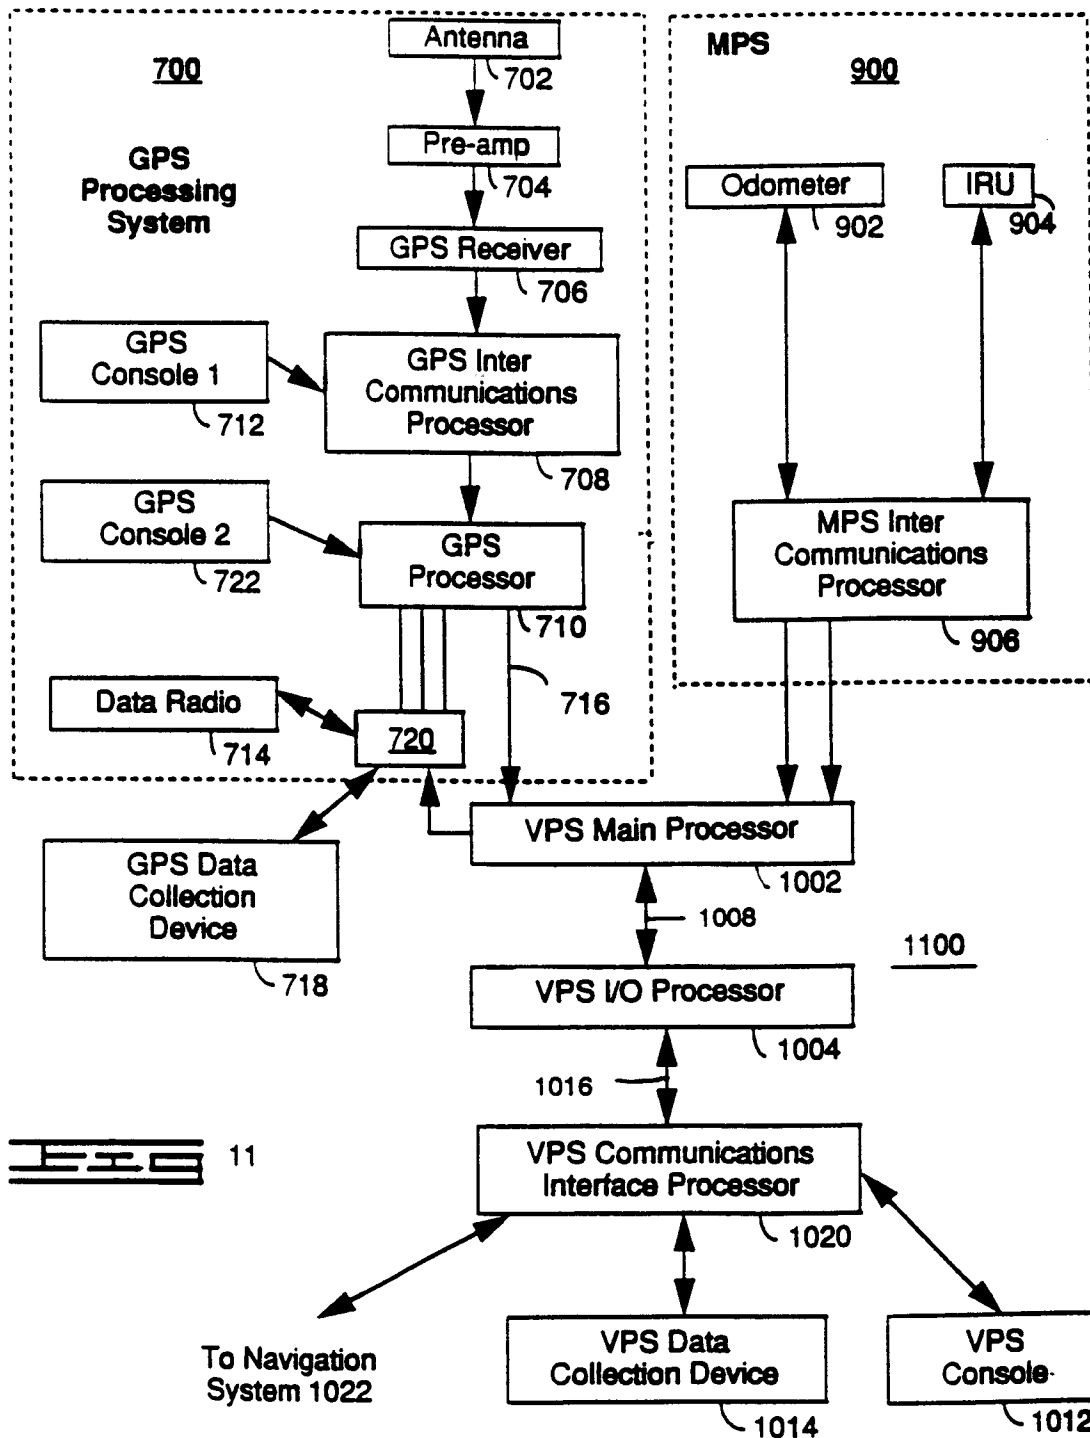 700
GPS
Processing
System
Antenna
702
Pre-amp
704
GPS Receiver
706
GPS
Console 1
712
GPS Inter
Communications
Processor
708
GPS
Console 2
722
GPS
Processor
710
716
Data Radio
714
720
MPS
900
Odometer
902
IRU
904
MPS Inter
Communications
Processor
906
GPS Data
Collection
Device
718
VPS Main Processor
1002
1008
1100
VPS I/O Processor
1004
1016
11
VPS Communications
Interface Processor
1020
To Navigation
System 1022
VPS Data
Collection Device
1014
VPS
Console
1012